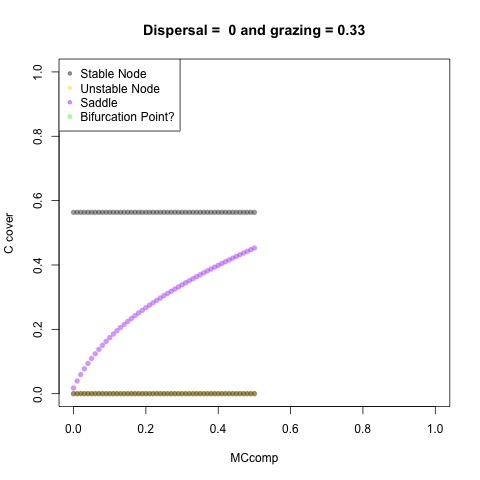 Dispersal =  0 and grazing = 0.33
Stable Node
Unstable Node
Saddle
Bifurcation Point?
C cover
1.0
0.8
0.6
0.4
0.2
0.0
0.0 0.2 0.4 0.6 0.8 1.0
MCcomp